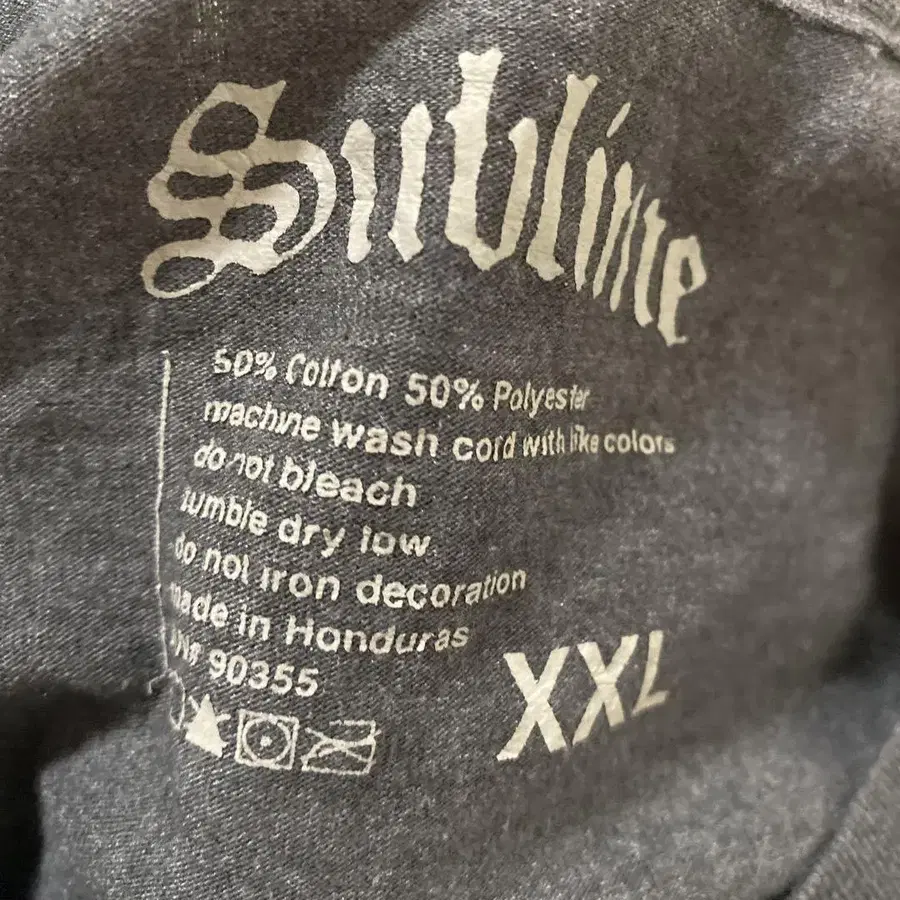 Sublime
50% Cotton 50% Polyester
machine wash cold with like colors
do not bleach
tumble dry low
do not iron decoration
made in Honduras
90355
XXL